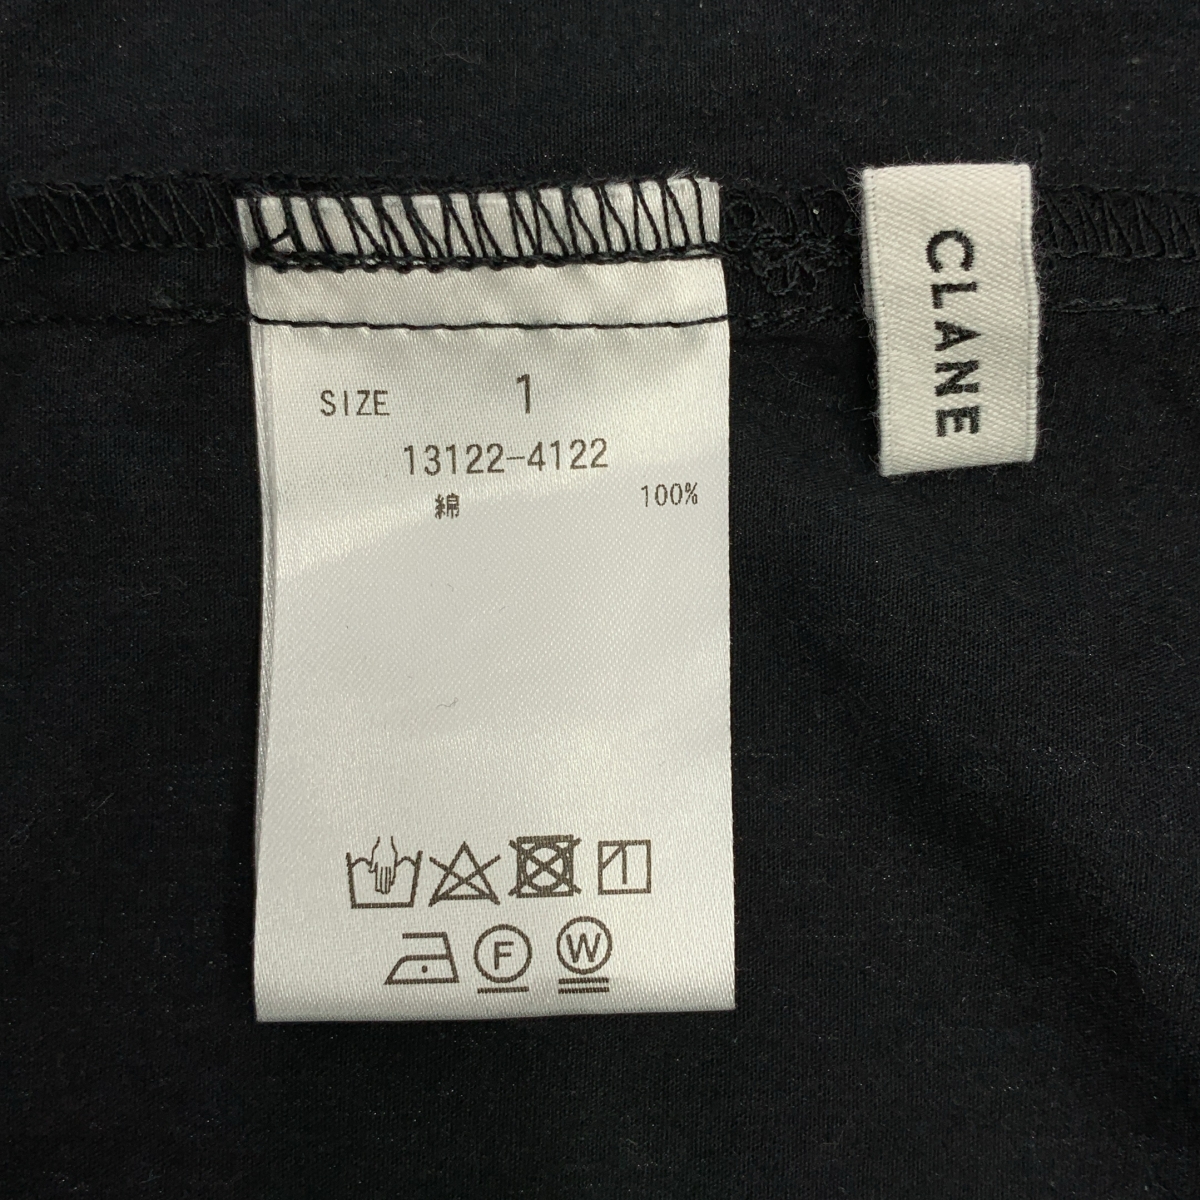 SIZE 1
13122-4122
綿 100%
F W
CLANE